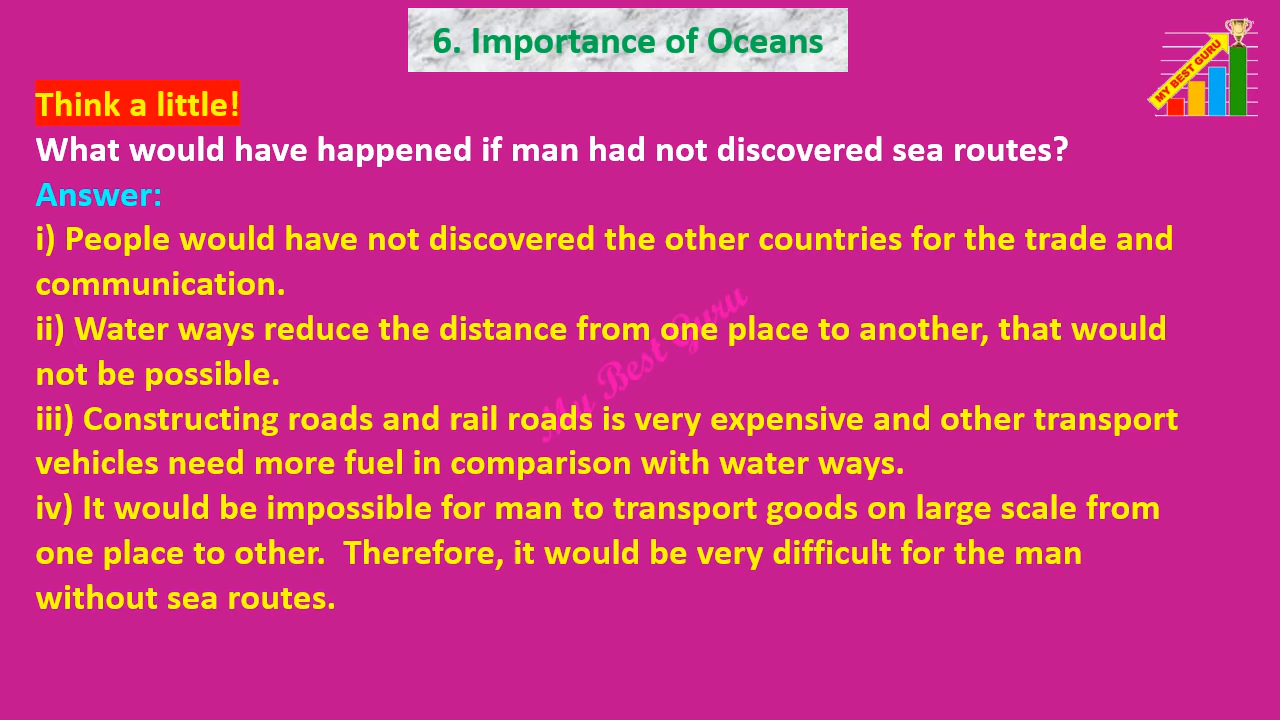 6. Importance of Oceans
MY BEST GURU
Think a little!
What would have happened if man had not discovered sea routes?
Answer:
i) People would have not discovered the other countries for the trade and
communication.
ii) Water ways reduce the distance from one place to another, that would
not be possible.
iii) Constructing roads and rail roads is very expensive and other transport
vehicles need more fuel in comparison with water ways.
iv) It would be impossible for man to transport goods on large scale from
one place to other.  Therefore, it would be very difficult for the man
without sea routes.
My Best Guru